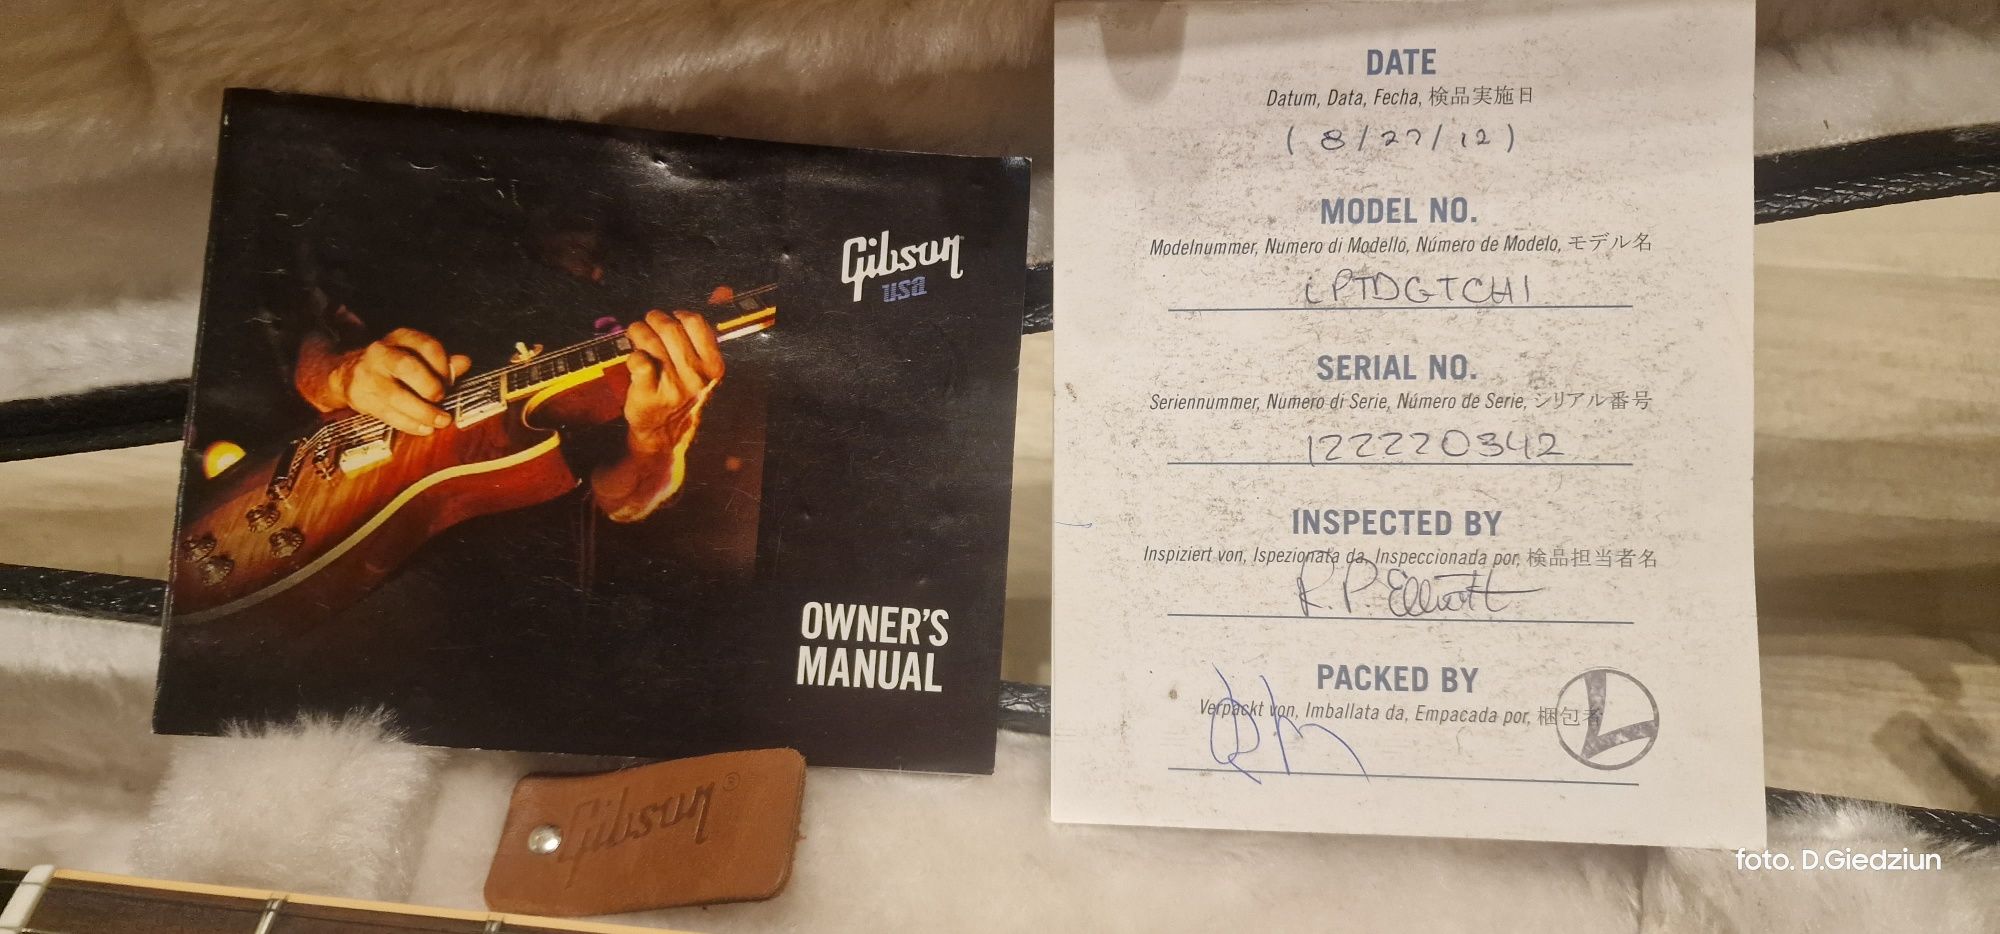 Gibson
usa
OWNER'S
MANUAL
Gibson®
DATE
Datum, Data, Fecha, 検品実施日
( 8 / 27 / 12 )
MODEL NO.
Modelnummer, Numero di Modello, Número de Modelo, モデル名
LPTDGTCH1
SERIAL NO.
Seriennummer, Numero di Serie, Número de Serie, シリアル番号
122220342
INSPECTED BY
Inspiziert von, Ispezionata da, Inspeccionada por, 検品担当者名
R. P. Elliott
PACKED BY
Verpackt von, Imballata da, Empacada por, 梱包者
L
foto. D.Giedziun